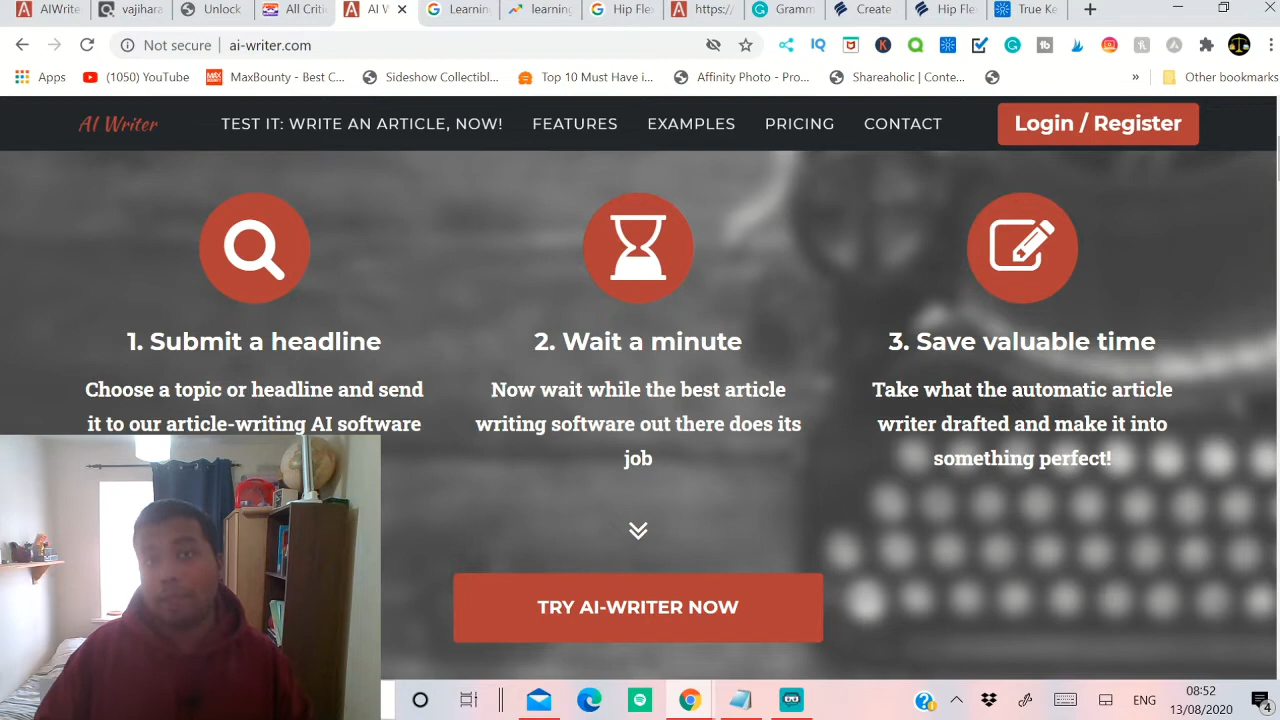 AIWrite
vajihara
Unlock
All Critic
AI W
Learnin
learning
Hip Fle
https:/
Gramm
Create
Hip Fle
True Ke
Not secure
ai-writer.com
Apps
(1050) YouTube
MaxBounty - Best C...
Sideshow Collectibl...
Top 10 Must Have i...
Affinity Photo - Pro...
Shareaholic | Conte...
»
Other bookmarks
AI Writer
TEST IT: WRITE AN ARTICLE, NOW!
FEATURES
EXAMPLES
PRICING
CONTACT
Login / Register
1. Submit a headline
Choose a topic or headline and send
it to our article-writing AI software
2. Wait a minute
Now wait while the best article
writing software out there does its
job
3. Save valuable time
Take what the automatic article
writer drafted and make it into
something perfect!
TRY AI-WRITER NOW
ENG
08:52
13/08/2020
4